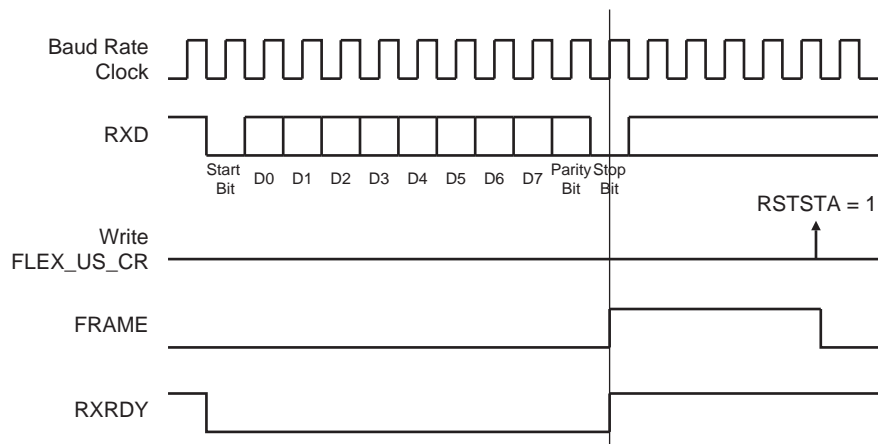 Baud Rate
Clock
RXD
Start
Bit
D0
D1
D2
D3
D4
D5
D6
D7
Parity
Bit
Stop
Bit
RSTSTA = 1
Write
FLEX_US_CR
FRAME
RXRDY